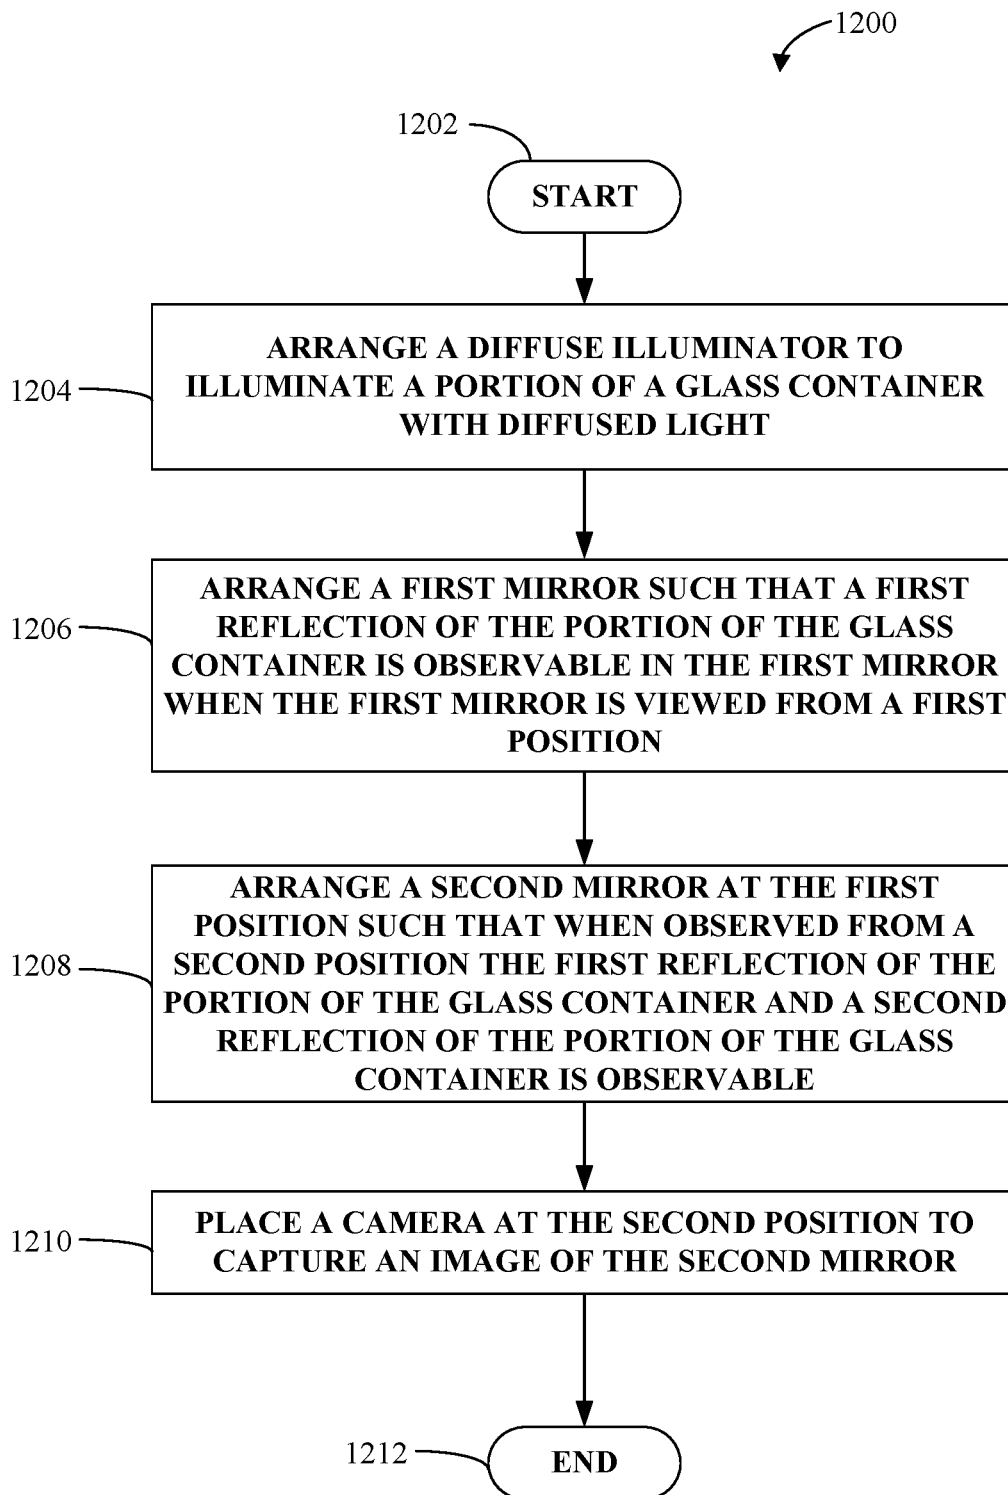 1200
1202
START
1204
ARRANGE A DIFFUSE ILLUMINATOR TO
ILLUMINATE A PORTION OF A GLASS CONTAINER
WITH DIFFUSED LIGHT
1206
ARRANGE A FIRST MIRROR SUCH THAT A FIRST
REFLECTION OF THE PORTION OF THE GLASS
CONTAINER IS OBSERVABLE IN THE FIRST MIRROR
WHEN THE FIRST MIRROR IS VIEWED FROM A FIRST
POSITION
1208
ARRANGE A SECOND MIRROR AT THE FIRST
POSITION SUCH THAT WHEN OBSERVED FROM A
SECOND POSITION THE FIRST REFLECTION OF THE
PORTION OF THE GLASS CONTAINER AND A SECOND
REFLECTION OF THE PORTION OF THE GLASS
CONTAINER IS OBSERVABLE
1210
PLACE A CAMERA AT THE SECOND POSITION TO
CAPTURE AN IMAGE OF THE SECOND MIRROR
1212
END